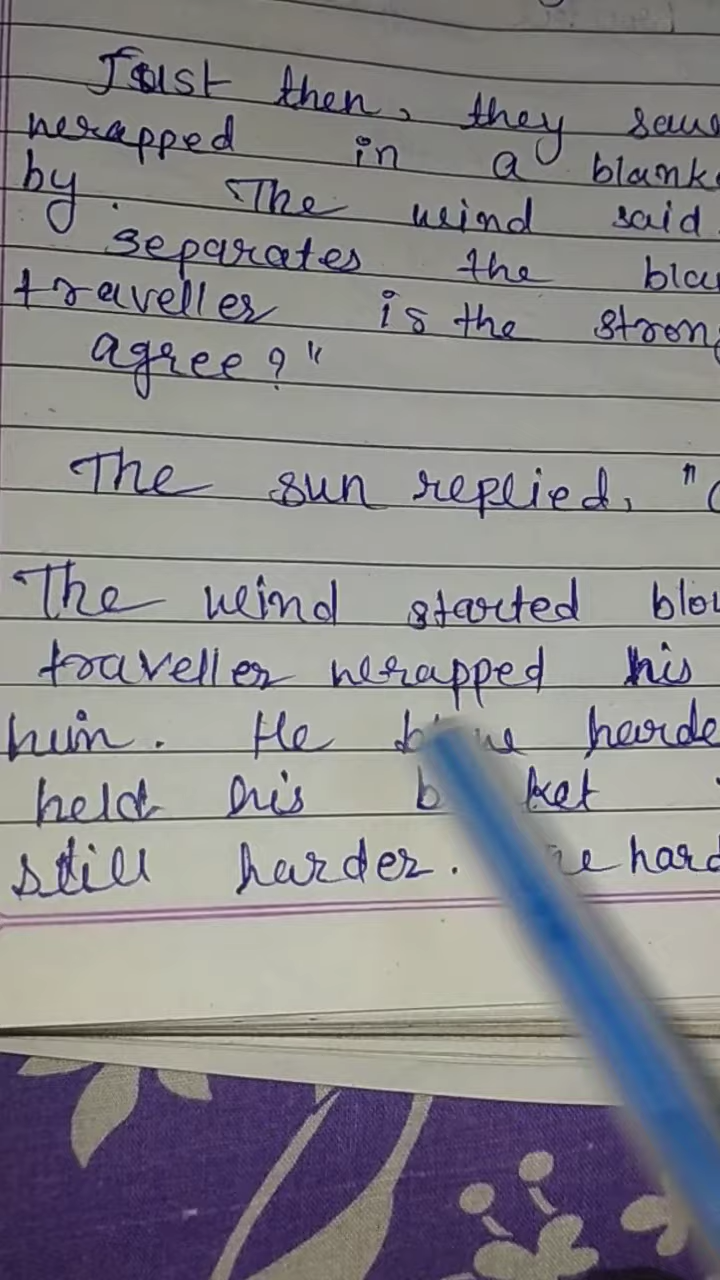 Just then, they saw
wrapped in a blank
by. The wind said
separates the bla
traveller is the stron
agree?"
The sun replied, "
The wind started blo
traveller wrapped his
him. He harde
held his
still harder. hard